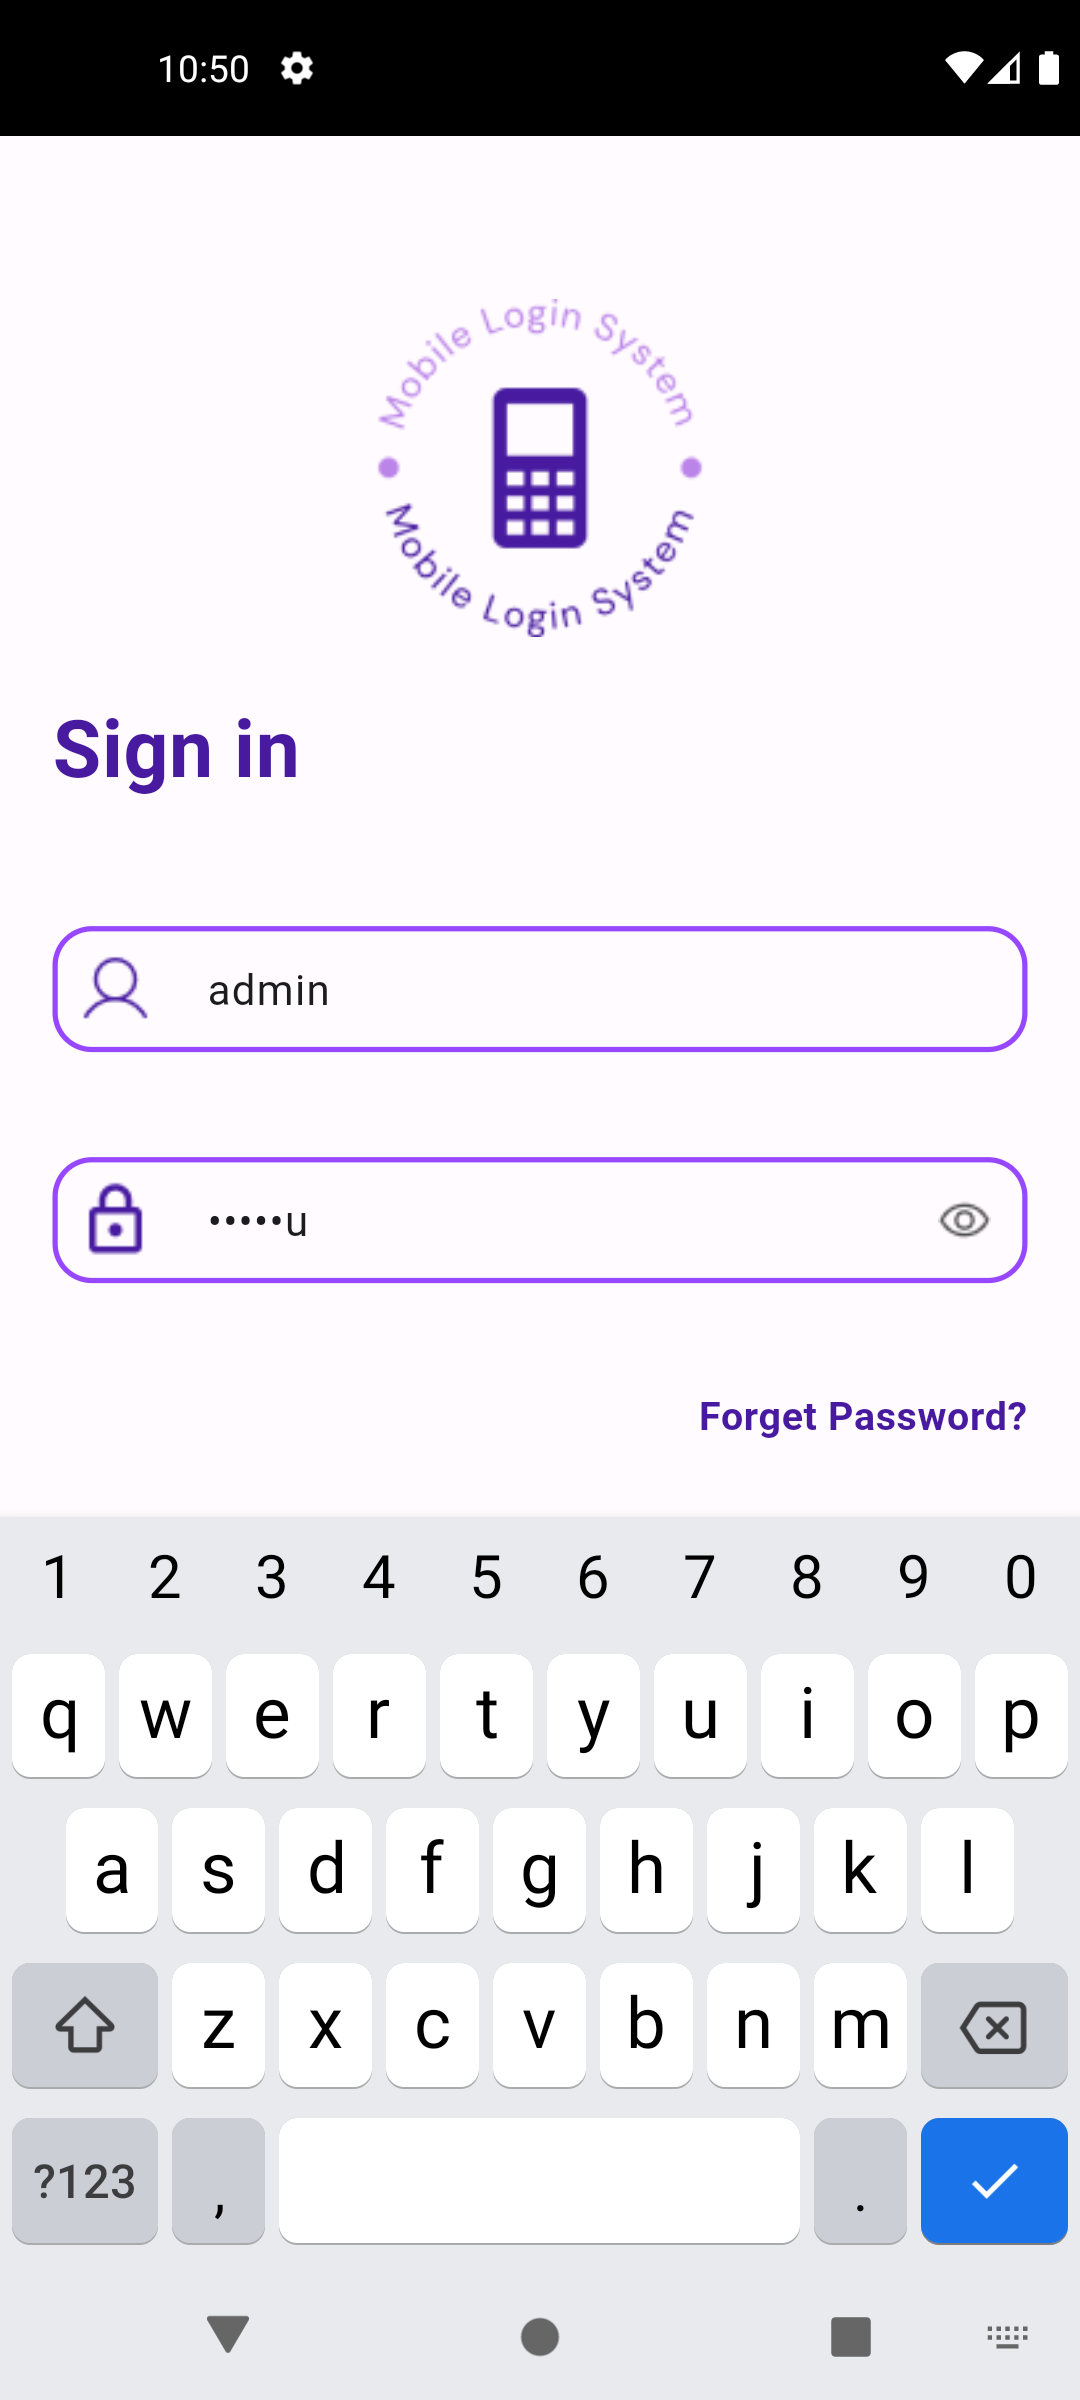 10:50
Mobile Login System
Mobile Login System
Sign in
admin
•••••u
Forget Password?
1 2 3 4 5 6 7 8 9 0
q w e r t y u i o p
a s d f g h j k l
z x c v b n m
?123 , .